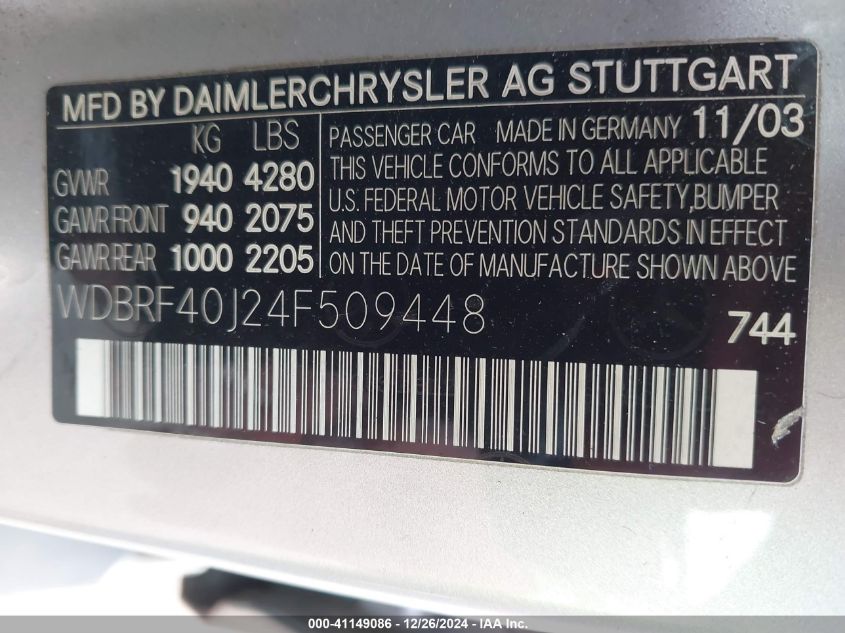 MFD BY DAIMLERCHRYSLER AG STUTTGART
KG LBS
GVWR 1940 4280
GAWR FRONT 940 2075
GAWR REAR 1000 2205
PASSENGER CAR MADE IN GERMANY 11/03
THIS VEHICLE CONFORMS TO ALL APPLICABLE
U.S. FEDERAL MOTOR VEHICLE SAFETY,BUMPER
AND THEFT PREVENTION STANDARDS IN EFFECT
ON THE DATE OF MANUFACTURE SHOWN ABOVE
WDBRF40J24F509448
744
000-41149086 - 12/26/2024 - IAA Inc.